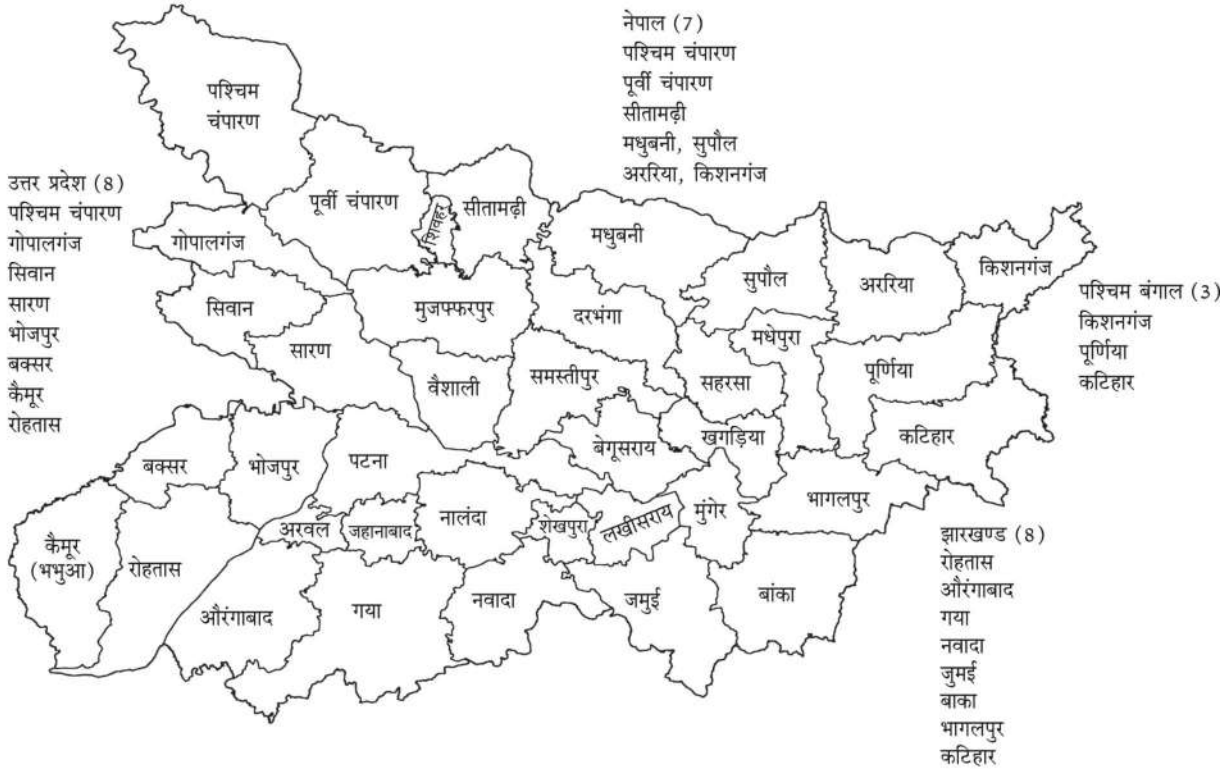 नेपाल (7)
पश्चिम चंपारण
पूर्वी चंपारण
सीतामढ़ी
मधुबनी, सुपौल
अररिया, किशनगंज
उत्तर प्रदेश (8)
पश्चिम चंपारण
गोपालगंज
सिवान
सारण
भोजपुर
बक्सर
कैमूर
रोहतास
पश्चिम
चंपारण
पूर्वी चंपारण
शिवहर
सीतामढ़ी
मधुबनी
गोपालगंज
सुपौल
अररिया
किशनगंज
सिवान
मुजफ्फरपुर
दरभंगा
मधेपुरा
सारण
वैशाली
समस्तीपुर
सहरसा
पूर्णिया
कटिहार
बक्सर
भोजपुर
पटना
बेगूसराय
खगड़िया
भागलपुर
अरवल
जहानाबाद
नालंदा
शेखपुरा
लखीसराय
मुंगेर
कैमूर
(भभुआ)
रोहतास
औरंगाबाद
गया
नवादा
जमुई
बांका
पश्चिम बंगाल (3)
किशनगंज
पूर्णिया
कटिहार
झारखण्ड (8)
रोहतास
औरंगाबाद
गया
नवादा
जुमई
बाका
भागलपुर
कटिहार